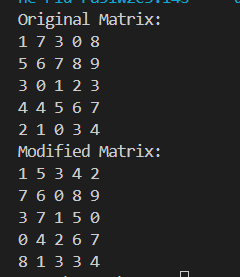 Original Matrix:
1 7 3 0 8
5 6 7 8 9
3 0 1 2 3
4 4 5 6 7
2 1 0 3 4
Modified Matrix:
1 5 3 4 2
7 6 0 8 9
3 7 1 5 0
0 4 2 6 7
8 1 3 3 4